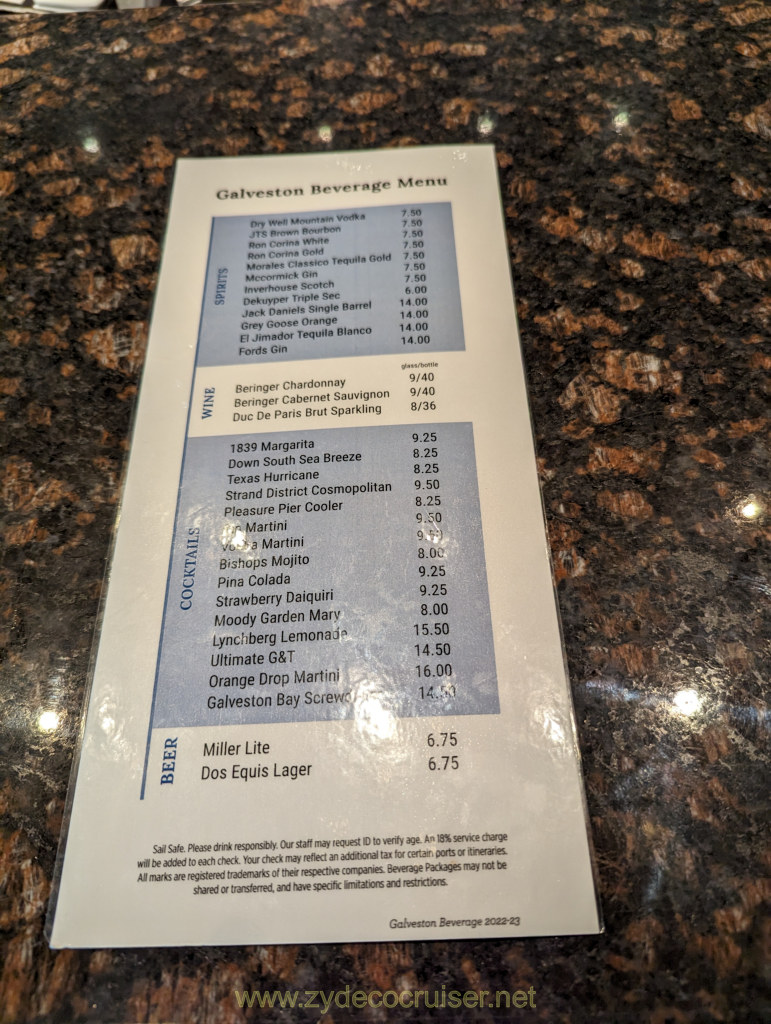 Galveston Beverage Menu
SPIRITS
Dry Well Mountain Vodka 7.50
JTS Brown Bourbon 7.50
Ron Corina White 7.50
Ron Corina Gold 7.50
Morales Classico Tequila Gold 7.50
Mccormick Gin 7.50
Inverhouse Scotch 7.50
Dekuyper Triple Sec 6.00
Jack Daniels Single Barrel 14.00
Grey Goose Orange 14.00
El Jimador Tequila Blanco 14.00
Fords Gin 14.00
glass/bottle
WINE
Beringer Chardonnay 9/40
Beringer Cabernet Sauvignon 9/40
Duc De Paris Brut Sparkling 8/36
COCKTAILS
1839 Margarita 9.25
Down South Sea Breeze 8.25
Texas Hurricane 8.25
Strand District Cosmopolitan 9.50
Pleasure Pier Cooler 8.25
Martini 9.50
Vodka Martini
Bishops Mojito 8.00
Pina Colada 9.25
Strawberry Daiquiri 9.25
Moody Garden Mary 8.00
Lynchberg Lemonade 15.50
Ultimate G&T 14.50
Orange Drop Martini 16.00
Galveston Bay 14.50
BEER
Miller Lite 6.75
Dos Equis Lager 6.75
Sail Safe. Please drink responsibly. Our staff may request ID to verify age. An 18% service charge
will be added to each check. Your check may reflect an additional tax for certain ports or itineraries.
All marks are registered trademarks of their respective companies. Beverage Packages may not be
shared or transferred, and have specific limitations and restrictions.
Galveston Beverage 2022-23
www.zydecocruiser.net